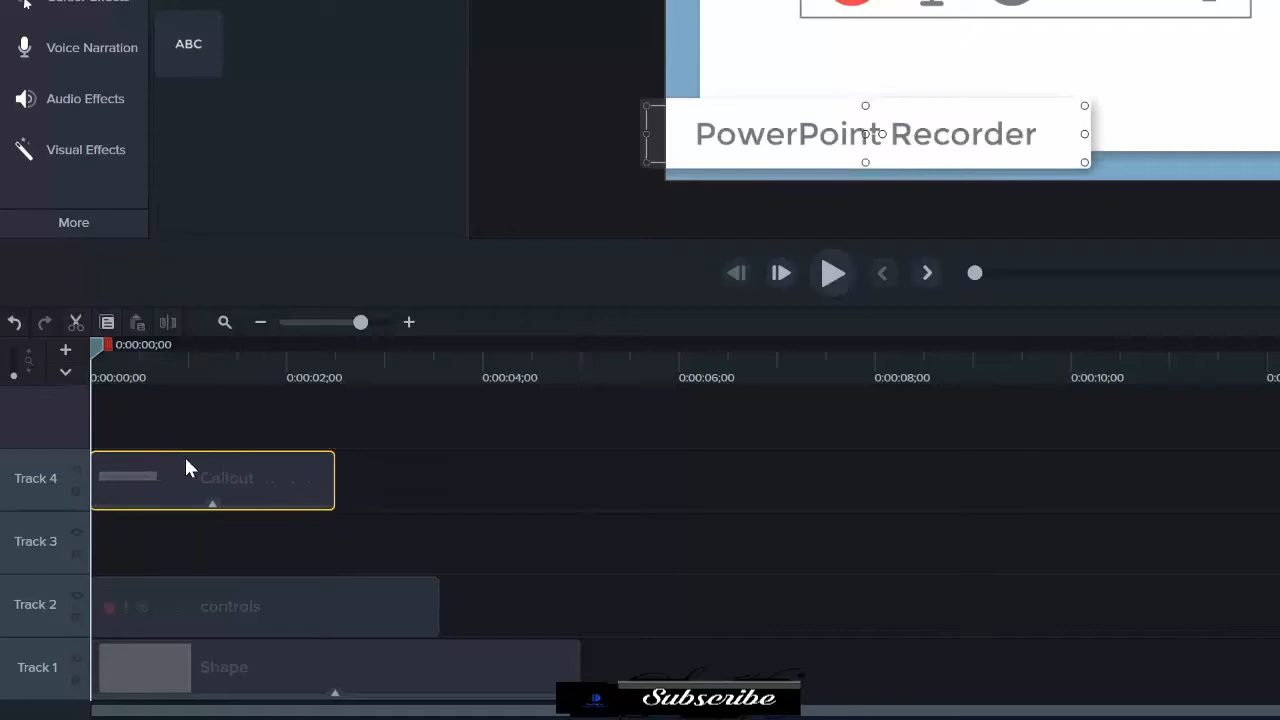 Voice Narration
ABC
Audio Effects
Visual Effects
More
PowerPoint Recorder
0:00:00;00
0:00:00;00
0:00:02;00
0:00:04;00
0:00:06;00
0:00:08;00
0:00:10;00
Track 4
Callout
Track 3
Track 2
controls
Track 1
Shape
Subscribe